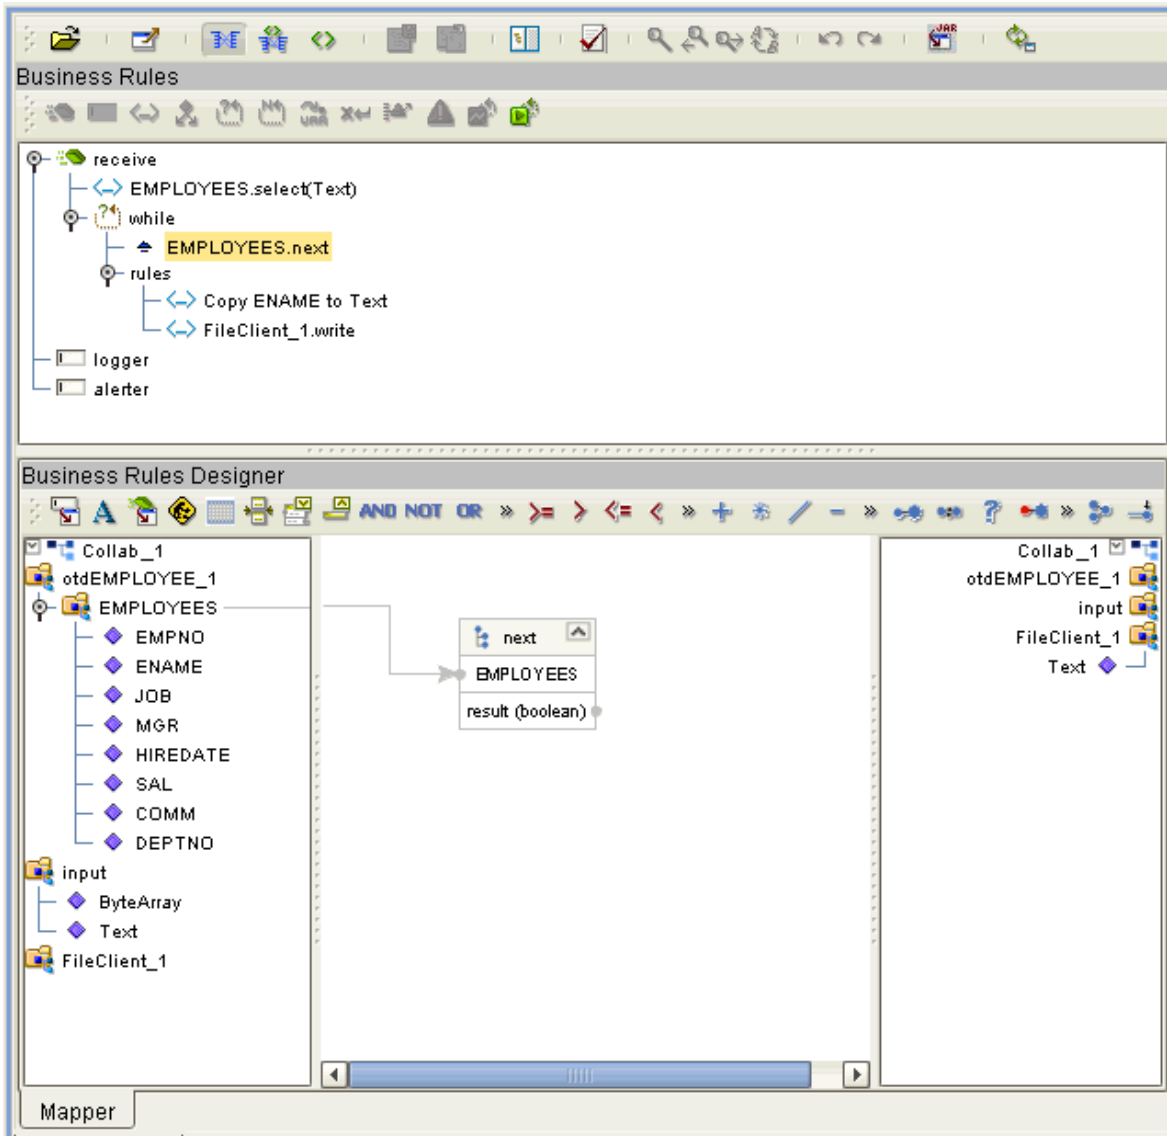 JAR
Business Rules
receive
EMPLOYEES.select(Text)
while
EMPLOYEES.next
rules
Copy ENAME to Text
FileClient_1.write
logger
alerter
Business Rules Designer
A AND NOT OR » >= > <= < » + / - » ? »
Collab_1
otdEMPLOYEE_1
EMPLOYEES
EMPNO
ENAME
JOB
MGR
HIREDATE
SAL
COMM
DEPTNO
input
ByteArray
Text
FileClient_1
next
EMPLOYEES
result (boolean)
Collab_1
otdEMPLOYEE_1
input
FileClient_1
Text
Mapper